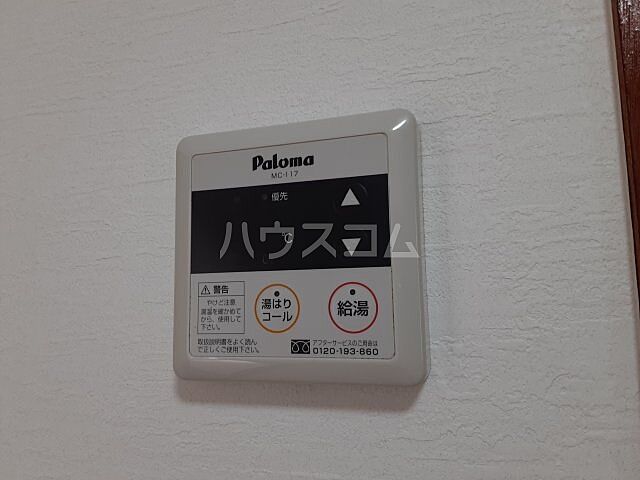 Paloma
MC-117
優先
℃
ハウスコム
警告
やけど注意
湯温を確かめて
から、使用して
下さい。
湯はり
コール
給湯
取扱説明書をよく読ん
で正しくご使用下さい。
アフターサービスのご用命は
0120-193-860